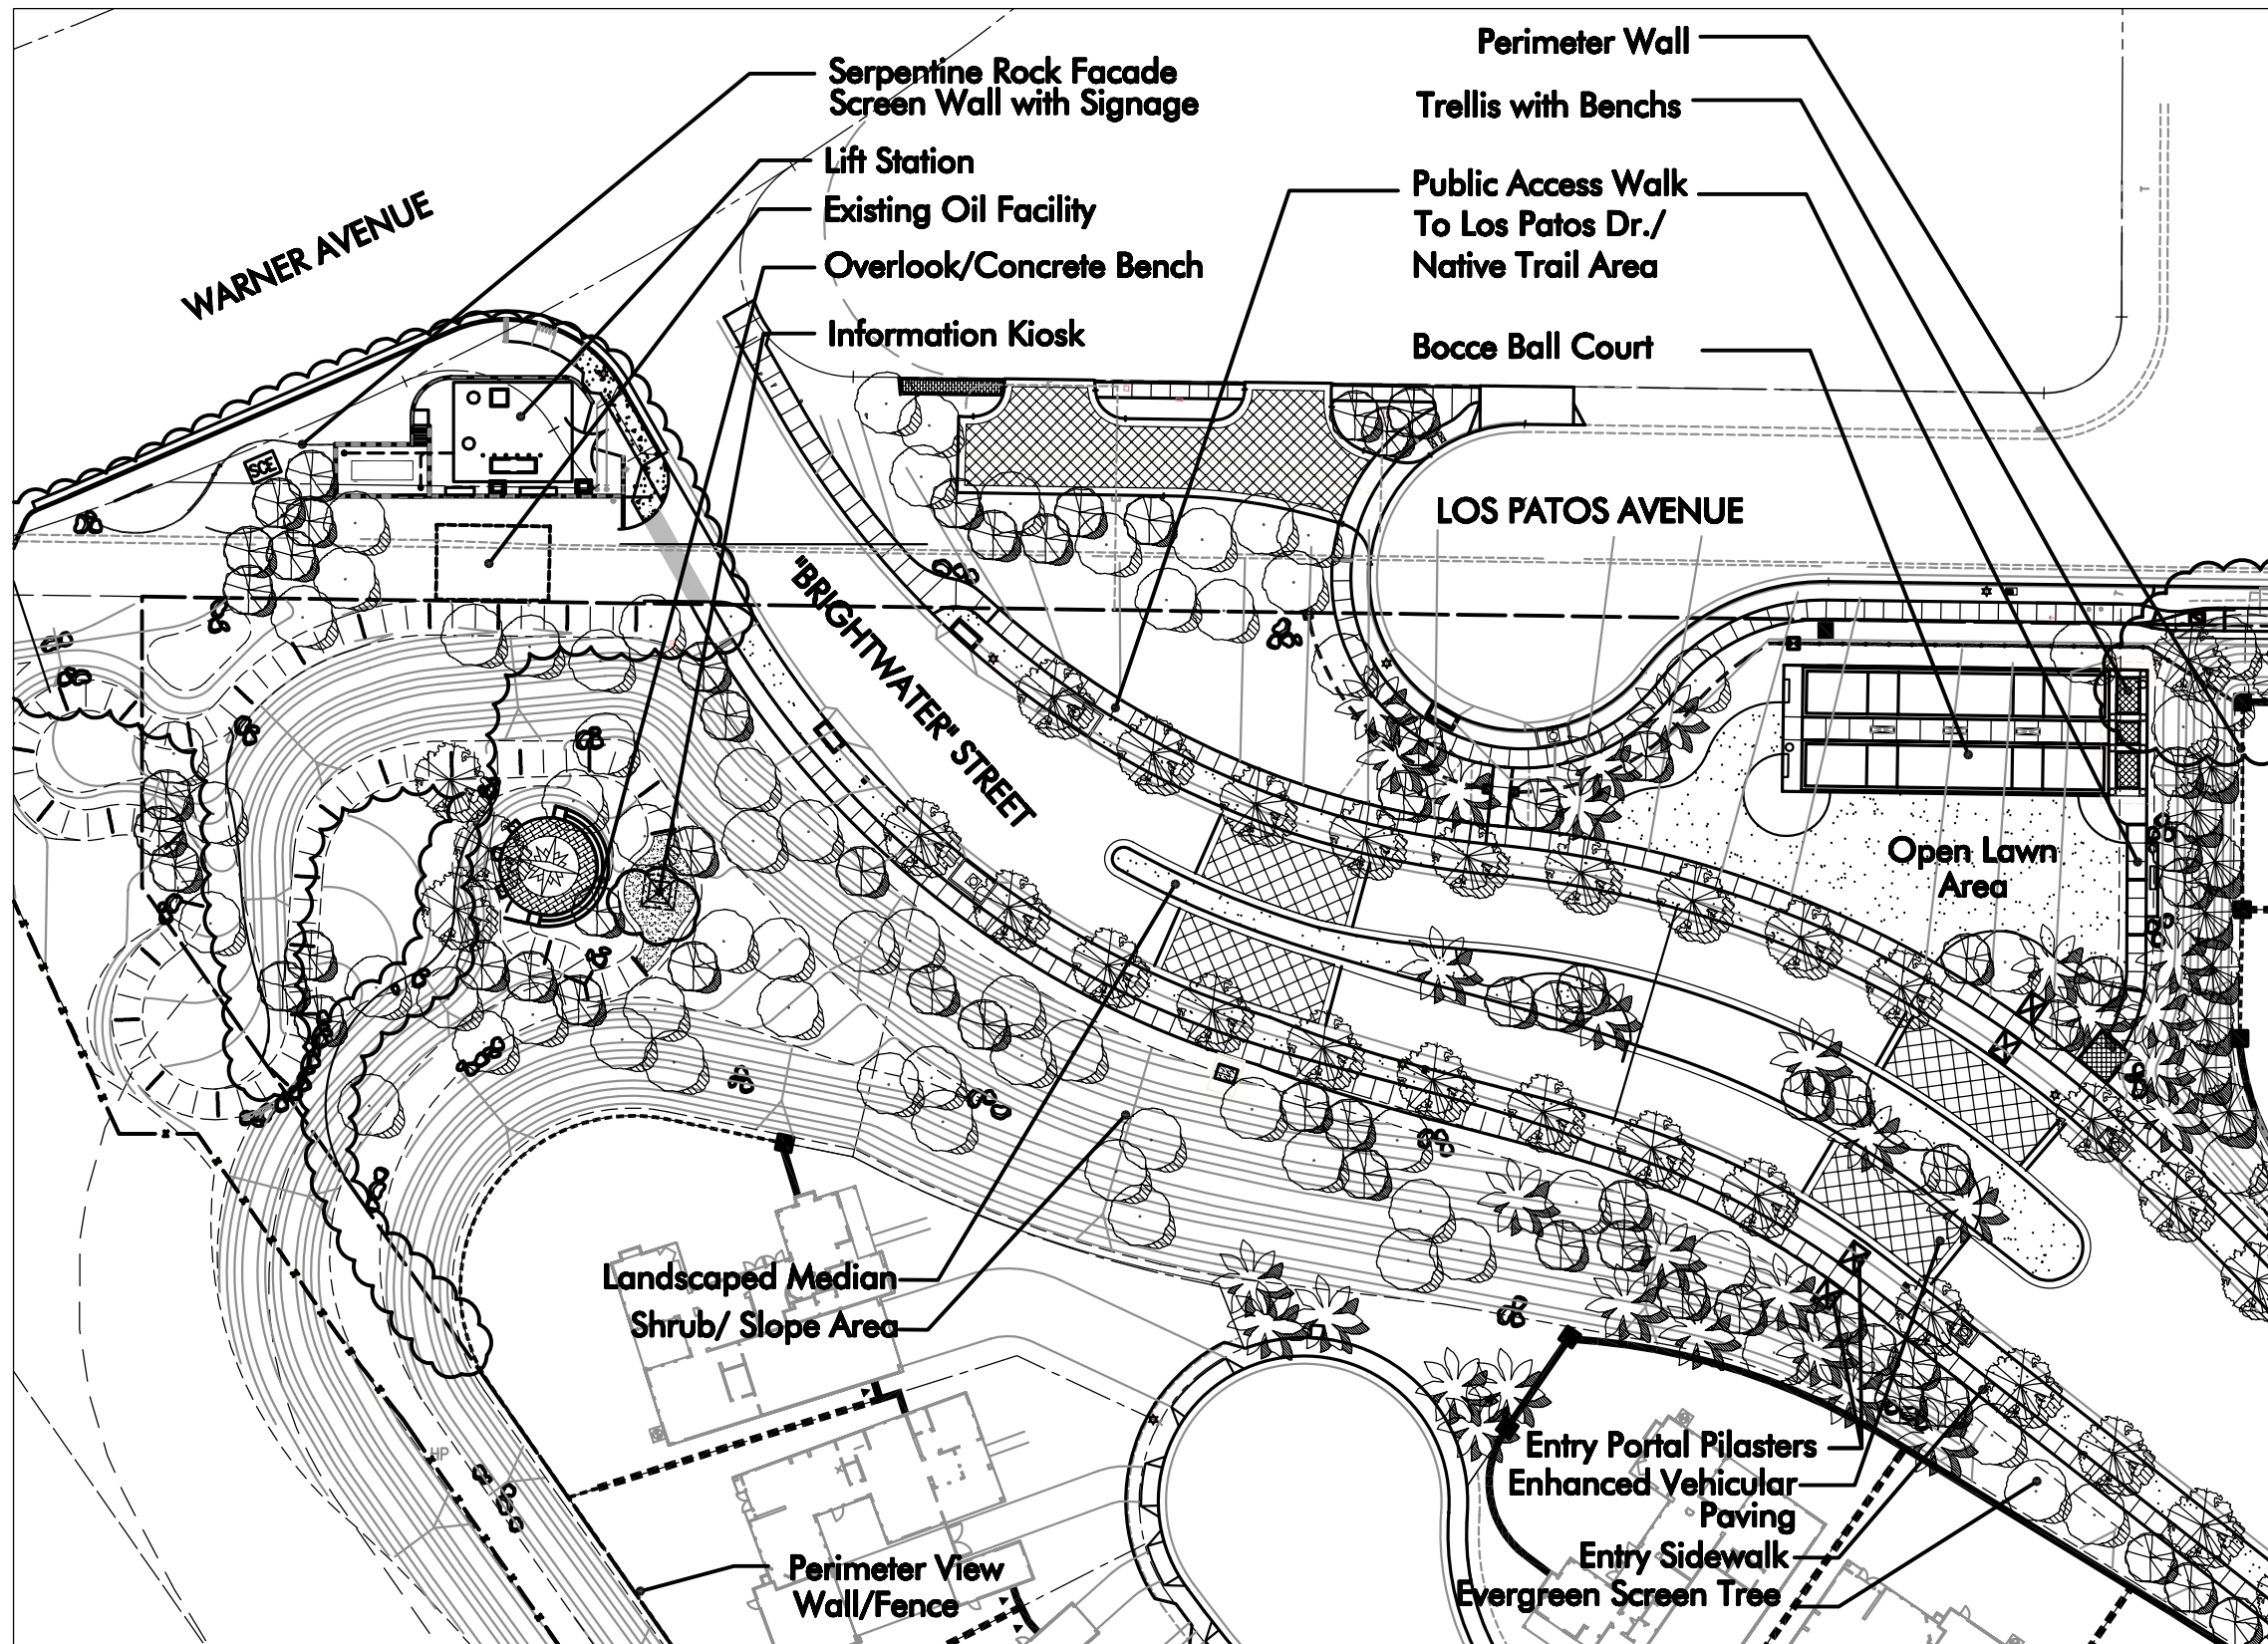 Perimeter Wall
Serpentine Rock Facade
Screen Wall with Signage
Trellis with Benchs
Lift Station
Public Access Walk
To Los Patos Dr./
Native Trail Area
Existing Oil Facility
WARNER AVENUE
Overlook/Concrete Bench
Information Kiosk
Bocce Ball Court
SCE
LOS PATOS AVENUE
"BRIGHTWATER" STREET
Open Lawn
Area
Landscaped Median
Shrub/ Slope Area
HP
Entry Portal Pilasters
Enhanced Vehicular
Paving
Entry Sidewalk
Evergreen Screen Tree
Perimeter View
Wall/Fence